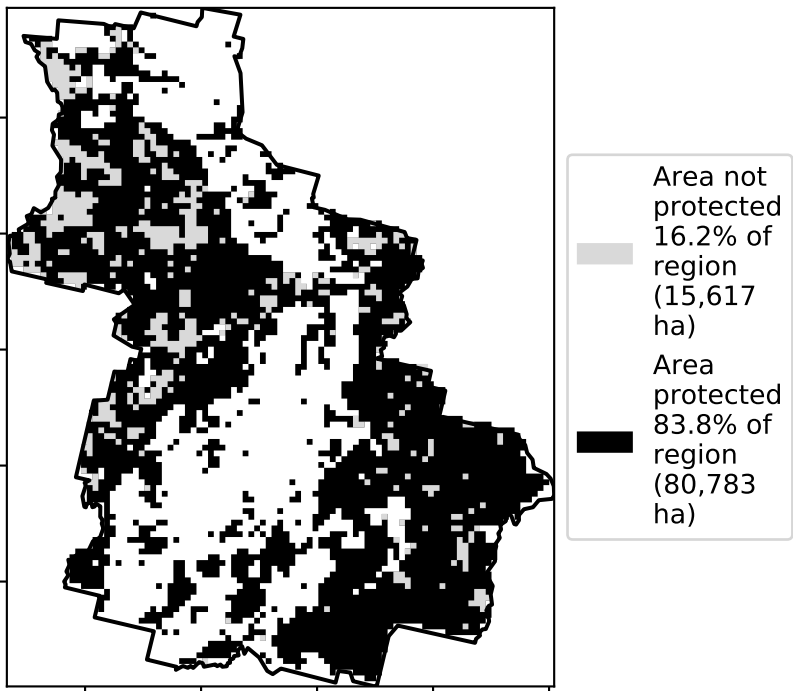 Area not
protected
16.2% of
region
(15,617
ha)
Area
protected
83.8% of
region
(80,783
ha)